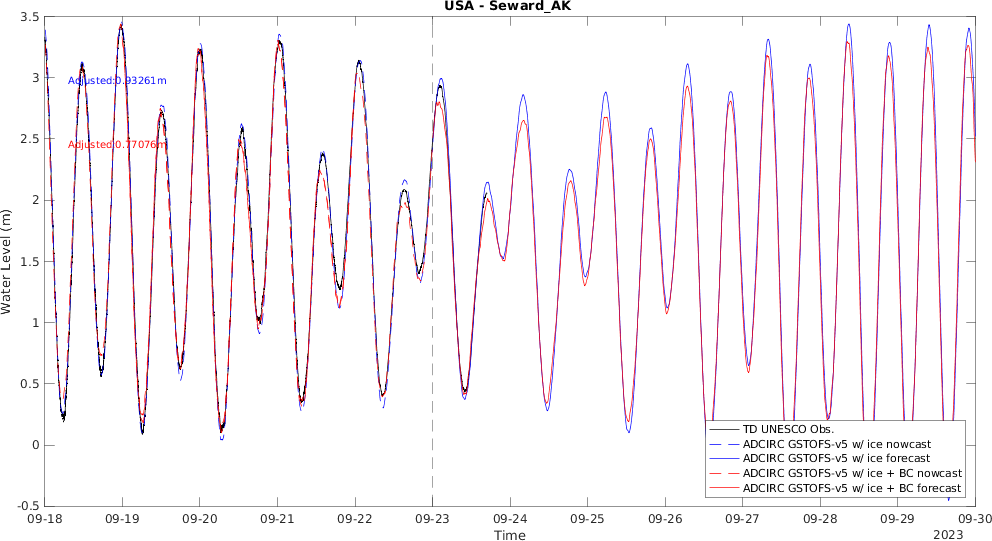 USA - Seward_AK
3.5
3
2.5
2
1.5
1
0.5
0
-0.5
Water Level (m)
Adjusted:0.93261m
Adjusted:0.77076m
TD UNESCO Obs.
ADCIRC GSTOFS-v5 w/ ice nowcast
ADCIRC GSTOFS-v5 w/ ice forecast
ADCIRC GSTOFS-v5 w/ ice + BC nowcast
ADCIRC GSTOFS-v5 w/ ice + BC forecast
09-18 09-19 09-20 09-21 09-22 09-23 09-24 09-25 09-26 09-27 09-28 09-29 09-30
Time
2023